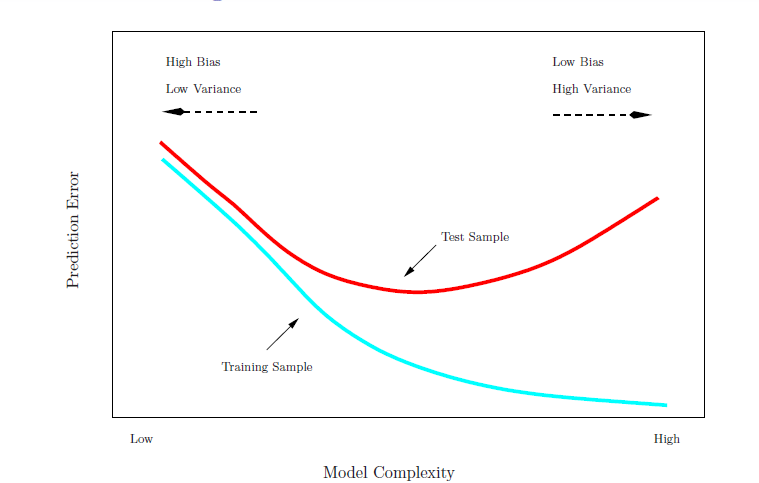 High Bias
Low Variance
Low Bias
High Variance
Prediction Error
Test Sample
Training Sample
Low
High
Model Complexity